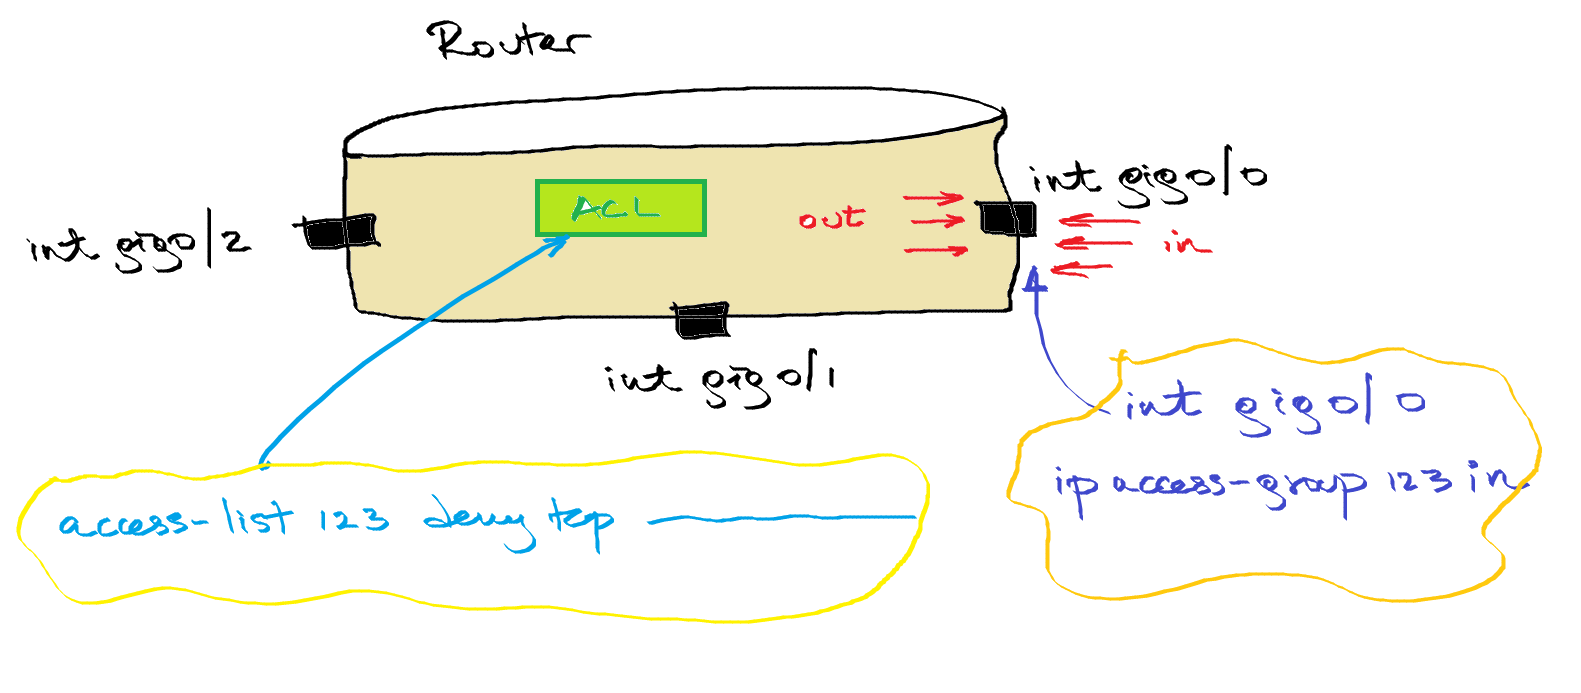 Router
int gig0/0
ACL
out
in
int gig0/2
int gig0/1
int gig0/0
ip access-group 123 in
access-list 123 deny tcp